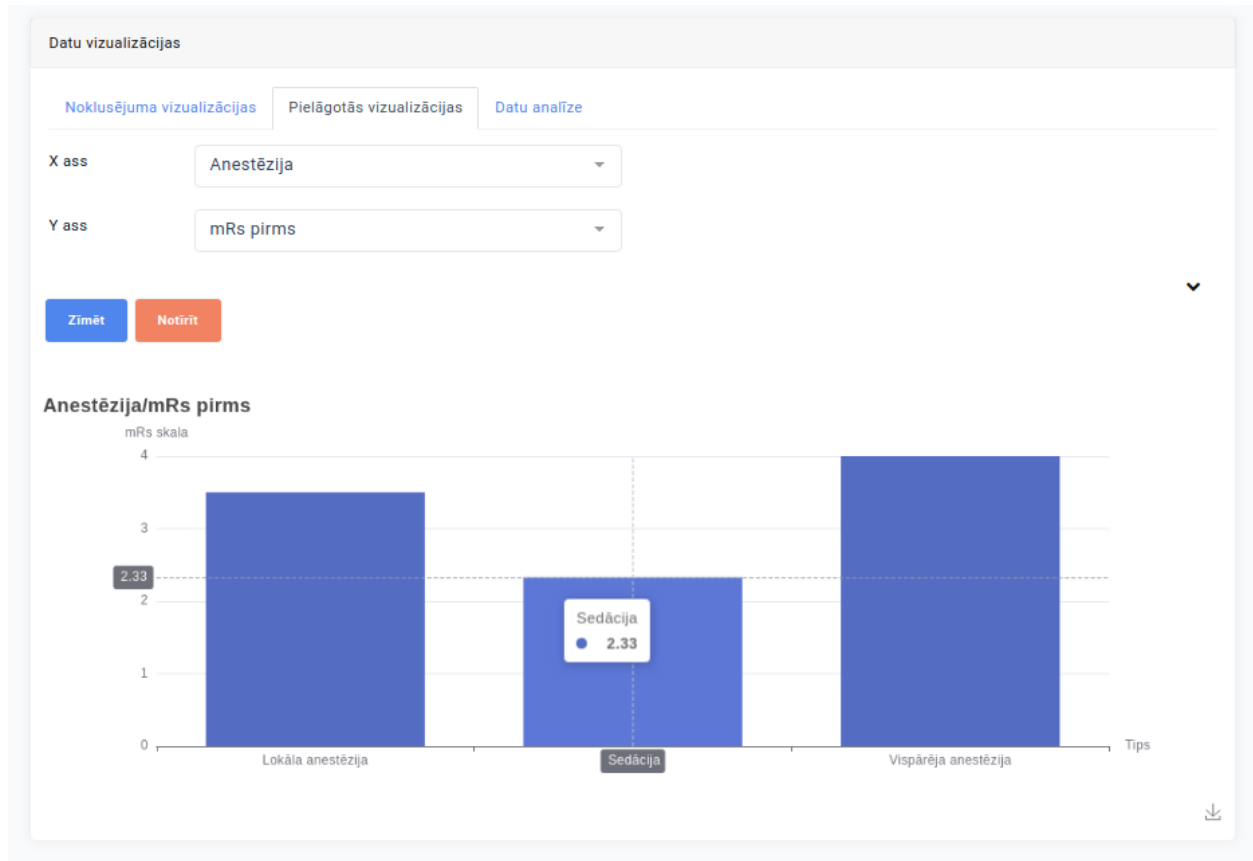 Datu vizualizācijas
Noklusējuma vizualizācijas Pielāgotās vizualizācijas Datu analīze
X ass Anestēzija
Y ass mRs pirms
Zīmēt Notīrīt
Anestēzija/mRs pirms
mRs skala
4
3
2.33
2
Sedācija
2.33
1
0
Tips
Lokāla anestēzija Sedācija Vispārēja anestēzija